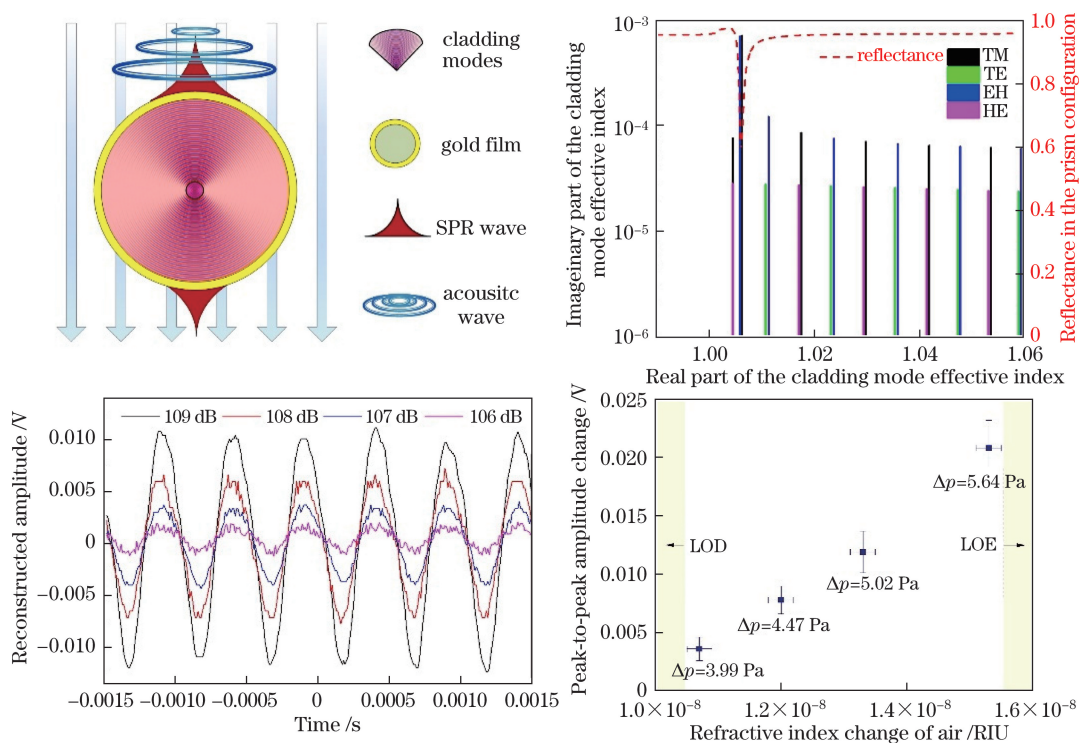 cladding
modes
gold film
SPR wave
acousitc
wave
Imageinary part of the cladding
mode effective index
10⁻³
10⁻⁴
10⁻⁵
10⁻⁶
1.00
1.02
1.04
1.06
Real part of the cladding mode effective index
reflectance
TM
TE
EH
HE
1.0
0.8
0.6
0.4
0.2
0
Reflectance in the prism configuration
109 dB
108 dB
107 dB
106 dB
Reconstructed amplitude /V
0.010
0.005
0
−0.005
−0.010
−0.0015
−0.0010
−0.0005
0
0.0005
0.0010
0.0015
Time /s
Peak-to-peak amplitude change /V
0.025
0.020
0.015
0.010
0.005
0
LOD
LOE
Δp=5.64 Pa
Δp=5.02 Pa
Δp=4.47 Pa
Δp=3.99 Pa
1.0×10⁻⁸
1.2×10⁻⁸
1.4×10⁻⁸
1.6×10⁻⁸
Refractive index change of air /RIU